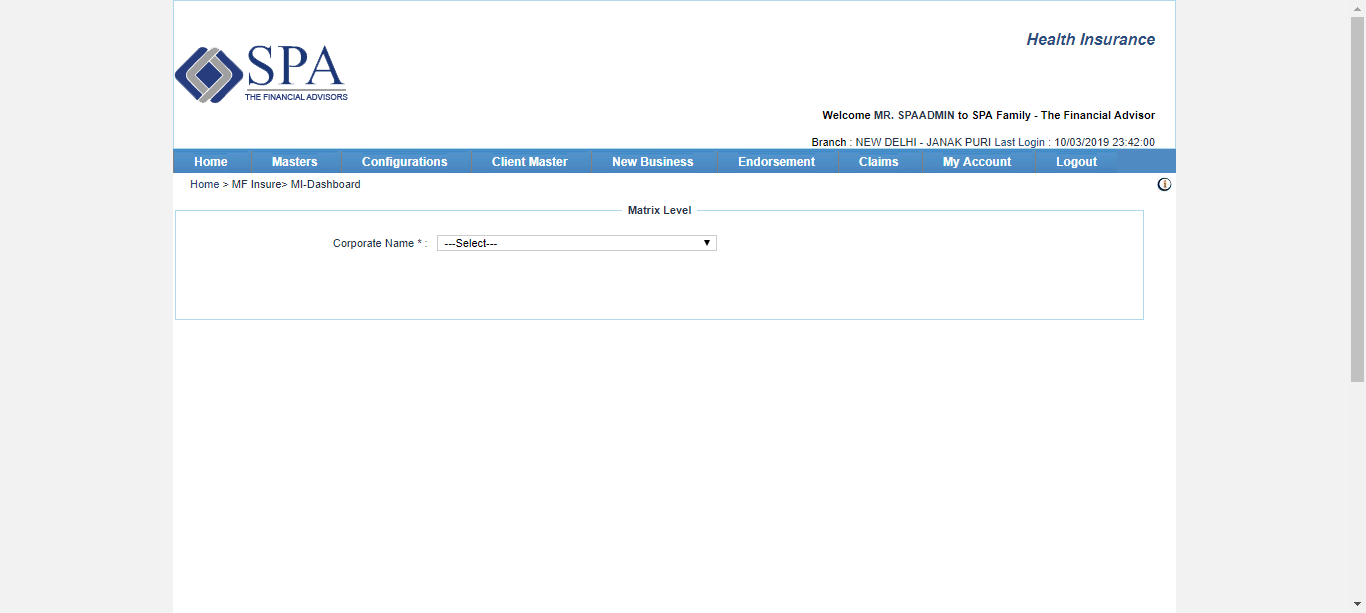 SPA
THE FINANCIAL ADVISORS
Health Insurance
Welcome MR. SPAADMIN to SPA Family - The Financial Advisor
Branch : NEW DELHI - JANAK PURI Last Login : 10/03/2019 23:42:00
Home Masters Configurations Client Master New Business Endorsement Claims My Account Logout
Home > MF Insure> MI-Dashboard
Matrix Level
Corporate Name * : ---Select---